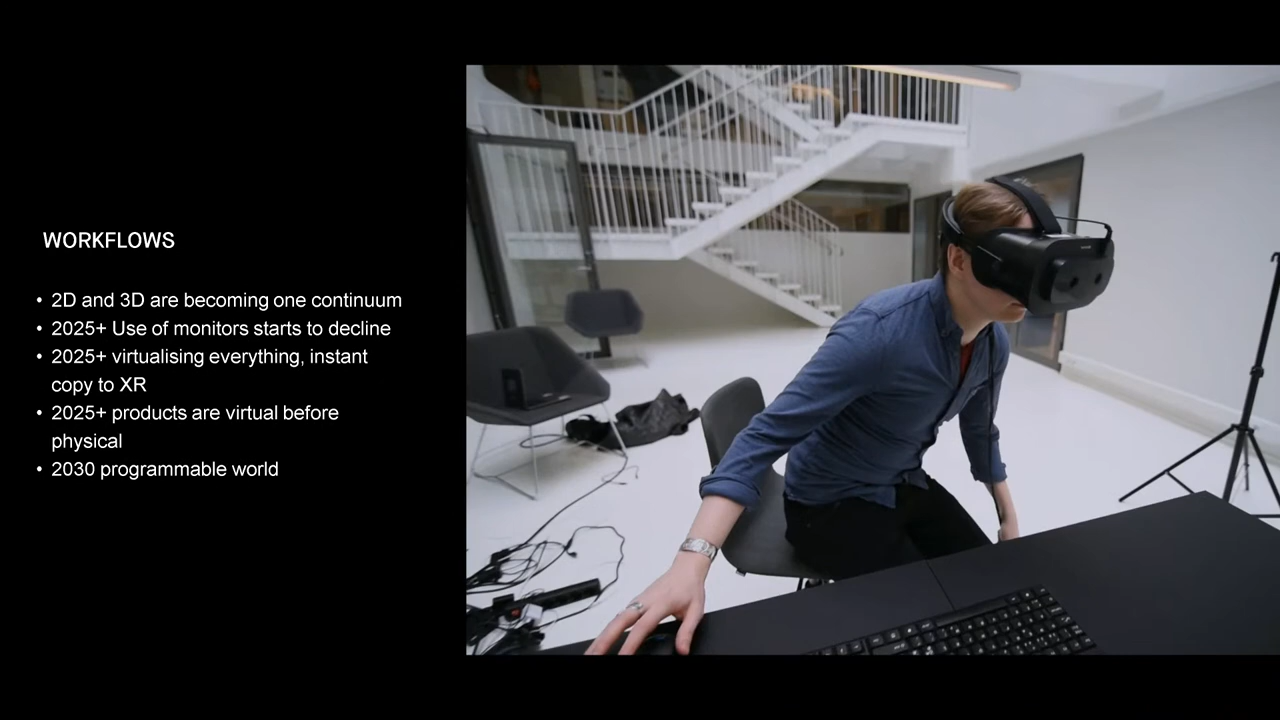 WORKFLOWS
• 2D and 3D are becoming one continuum
• 2025+ Use of monitors starts to decline
• 2025+ virtualising everything, instant
copy to XR
• 2025+ products are virtual before
physical
• 2030 programmable world